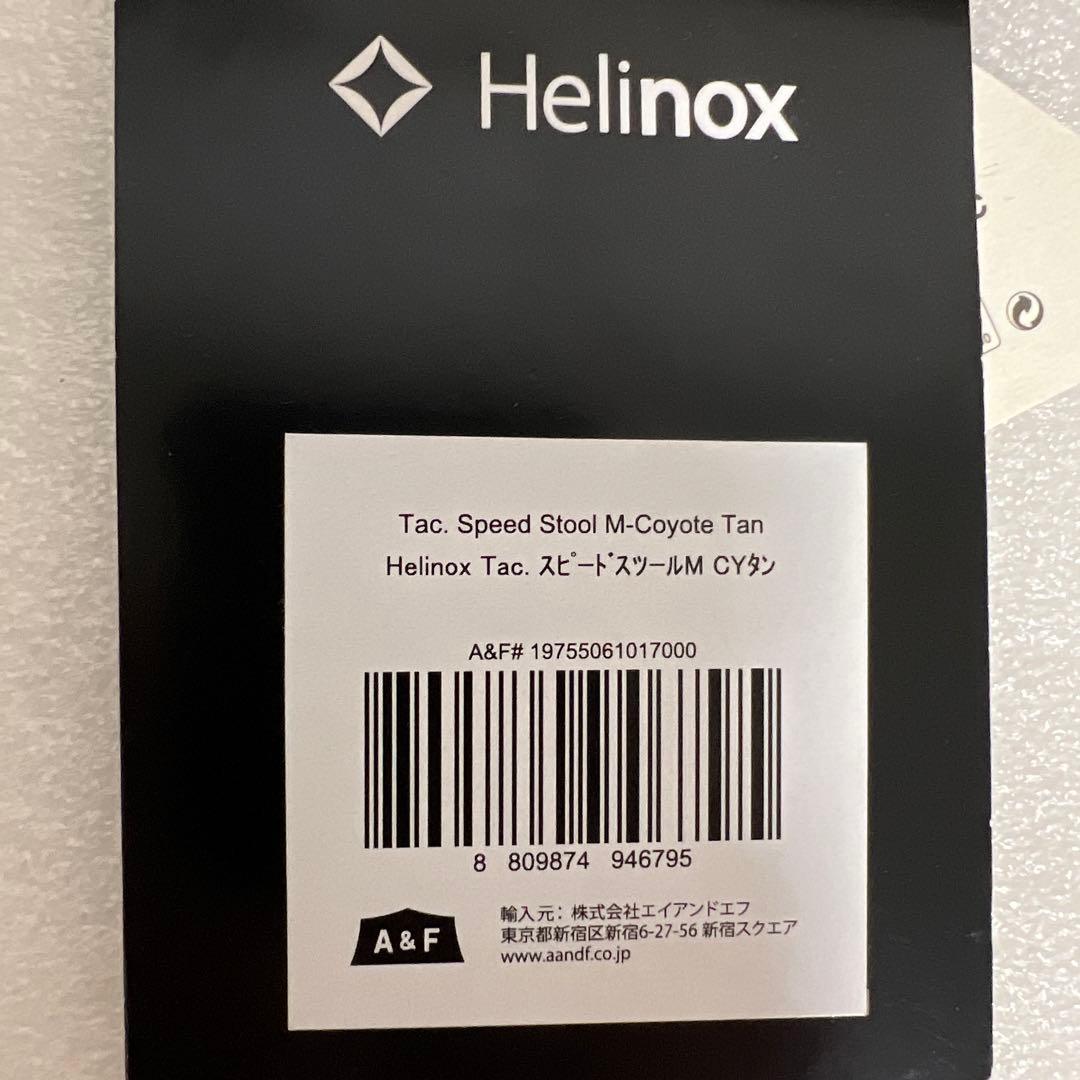 Helinox
Tac. Speed Stool M-Coyote Tan
Helinox Tac. スピードスツールM CYタン
A&F# 19755061017000
8 809874 946795
A&F
輸入元：株式会社エイアンドエフ
東京都新宿区新宿6-27-56 新宿スクエア
www.aandf.co.jp